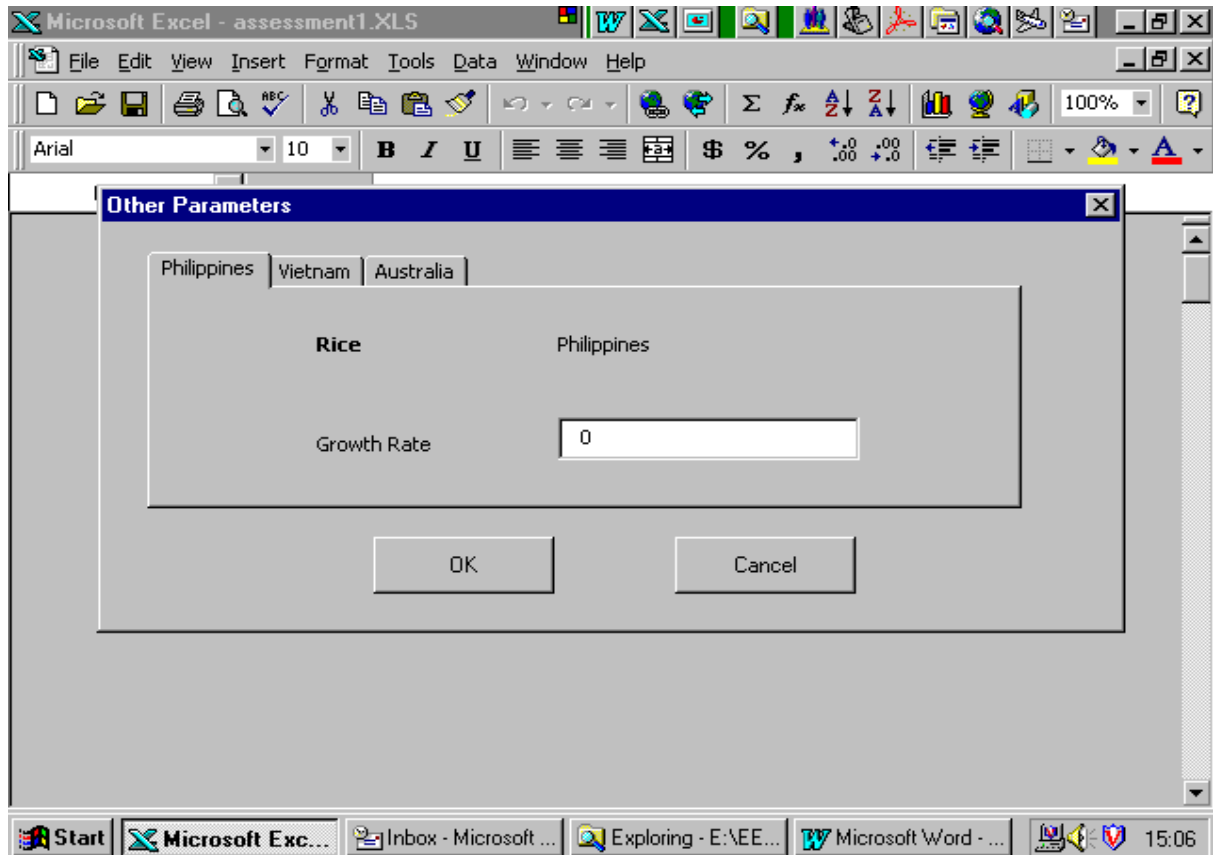 Microsoft Excel - assessment1.XLS
File Edit View Insert Format Tools Data Window Help
100%
Arial 10 B I U $ % ,
Other Parameters
Philippines Vietnam Australia
Rice Philippines
Growth Rate 0
OK Cancel
Start Microsoft Exc... Inbox - Microsoft ... Exploring - E:\EE... Microsoft Word - ... 15:06